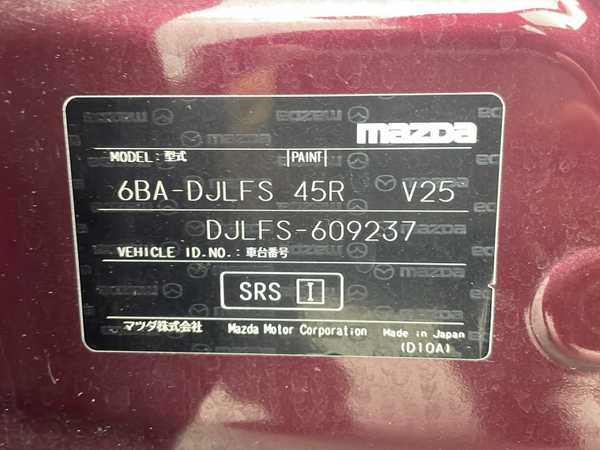 mazda
MODEL: 型式 PAINT
6BA-DJLFS 45R V25
DJLFS-609237
VEHICLE ID.NO.: 車台番号
SRS I
マツダ株式会社 Mazda Motor Corporation Made in Japan
(D10A)